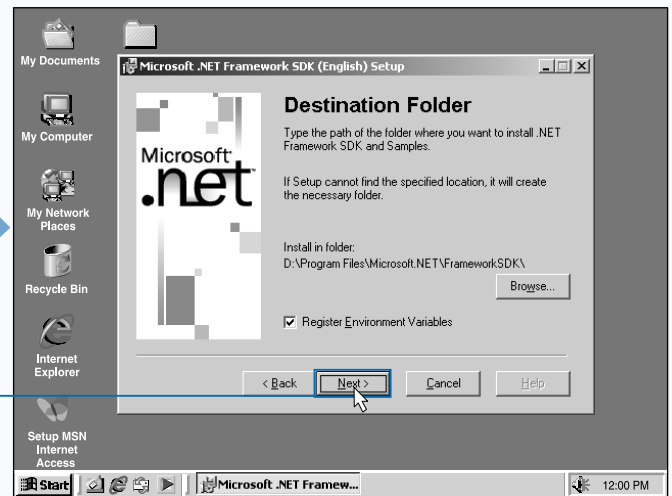 My Documents
My Computer
My Network
Places
Recycle Bin
Internet
Explorer
Setup MSN
Internet
Access
Microsoft .NET Framework SDK (English) Setup
Microsoft
.net
Destination Folder
Type the path of the folder where you want to install .NET
Framework SDK and Samples.
If Setup cannot find the specified location, it will create
the necessary folder.
Install in folder:
D:\Program Files\Microsoft.NET\FrameworkSDK\
Browse...
Register Environment Variables
< Back
Next >
Cancel
Help
Start
Microsoft .NET Framew...
12:00 PM